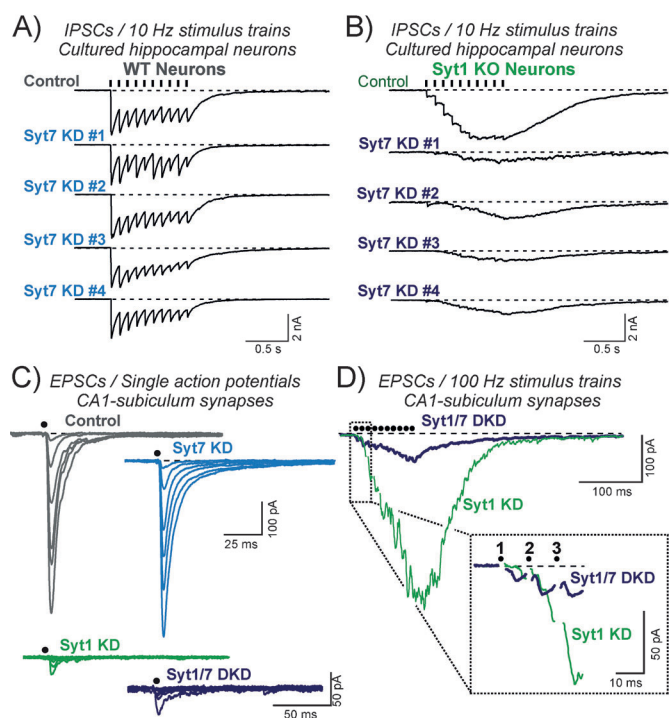 A)
IPSCs / 10 Hz stimulus trains
Cultured hippocampal neurons
WT Neurons
Control
Syt7 KD #1
Syt7 KD #2
Syt7 KD #3
Syt7 KD #4
2 nA
0.5 s
B)
IPSCs / 10 Hz stimulus trains
Cultured hippocampal neurons
Syt1 KO Neurons
Control
Syt7 KD #1
Syt7 KD #2
Syt7 KD #3
Syt7 KD #4
2 nA
0.5 s
C)
EPSCs / Single action potentials
CA1-subiculum synapses
Control
Syt7 KD
100 pA
25 ms
Syt1 KD
Syt1/7 DKD
50 pA
50 ms
D)
EPSCs / 100 Hz stimulus trains
CA1-subiculum synapses
Syt1/7 DKD
Syt1 KD
100 pA
100 ms
1 2 3
Syt1/7 DKD
Syt1 KD
50 pA
10 ms